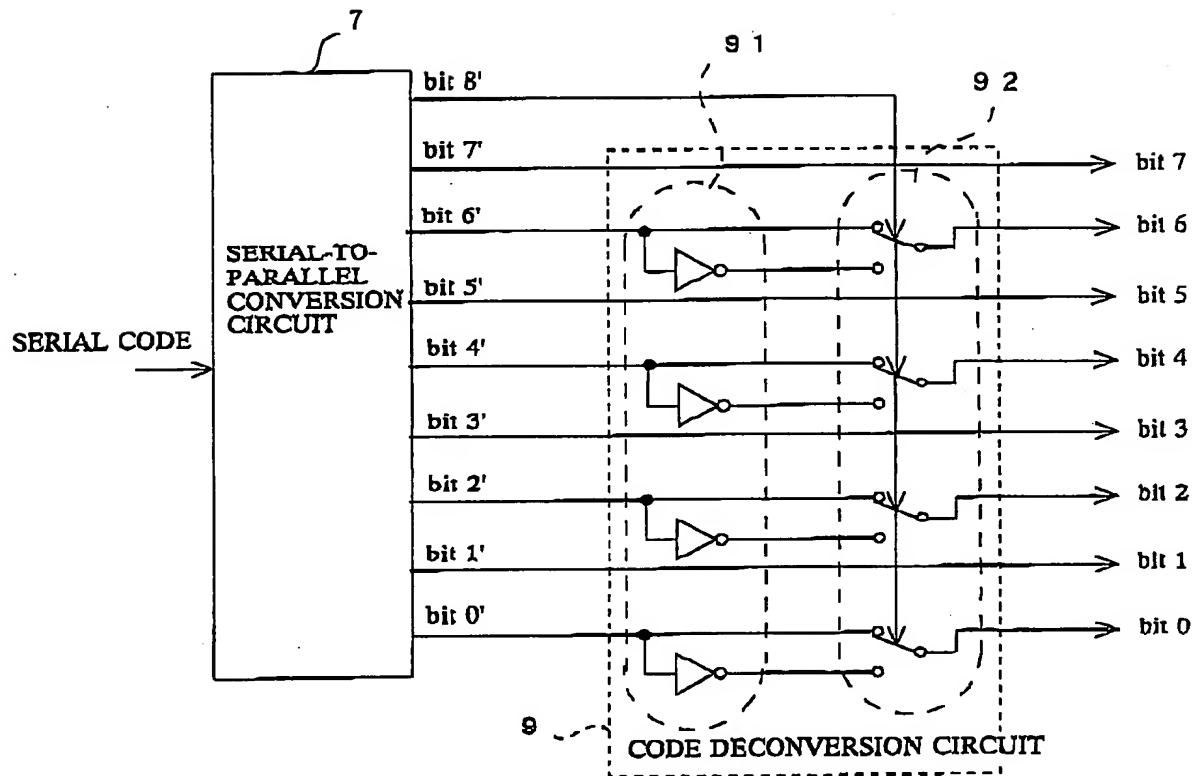 7
9 1
9 2
bit 8'
bit 7'
bit 7
bit 6'
bit 6
SERIAL-TO-
PARALLEL
CONVERSION
CIRCUIT
bit 5'
bit 5
SERIAL CODE
bit 4'
bit 4
bit 3'
bit 3
bit 2'
bit 2
bit 1'
bit 1
bit 0'
bit 0
9
CODE DECONVERSION CIRCUIT